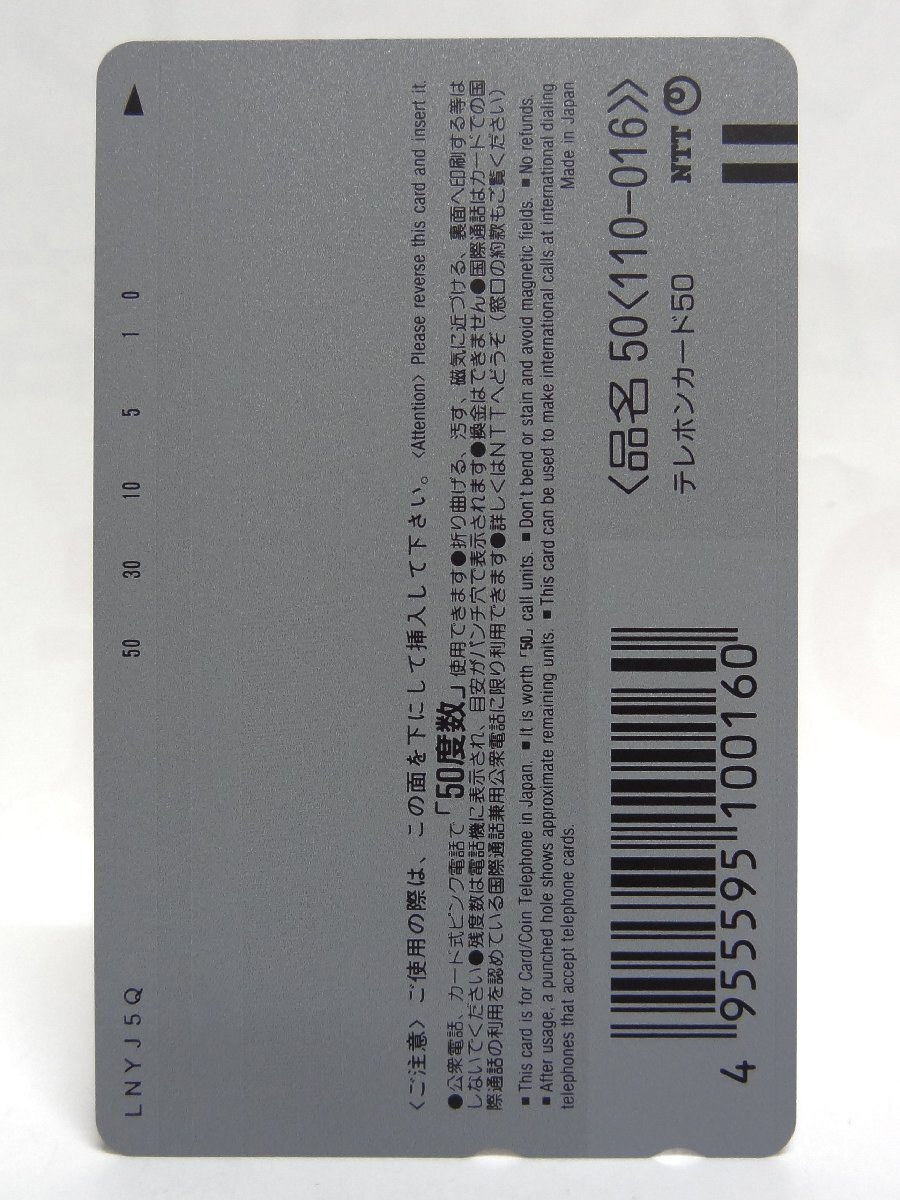 LNYJ5Q
50 30 10 5 1 0
〈ご注意〉ご使用の際は、この面を下にして挿入して下さい。〈Attention〉Please reverse this card and insert it.
●公衆電話、カード式ピンク電話で「50度数」使用できます●折り曲げる、汚す、磁気に近づける、裏面へ印刷する等は
しないでください●残度数は電話機に表示され、目安がパンチ穴で表示されます●換金はできません●国際通話はカードでの国
際通話の利用を認めている国際通話兼用公衆電話に限り利用できます●詳しくはNTTへどうぞ（窓口の約款もご覧ください）
■This card is for Card/Coin Telephone in Japan. ■It is worth「50」call units. ■Don't bend or stain and avoid magnetic fields. ■No refunds.
■After usage, a punched hole shows approximate remaining units. ■This card can be used to make international calls at international dialing
telephones that accept telephone cards. Made in Japan
〈品名 50〈110-016〉〉
テレホンカード50
NTT
4 955595 100160